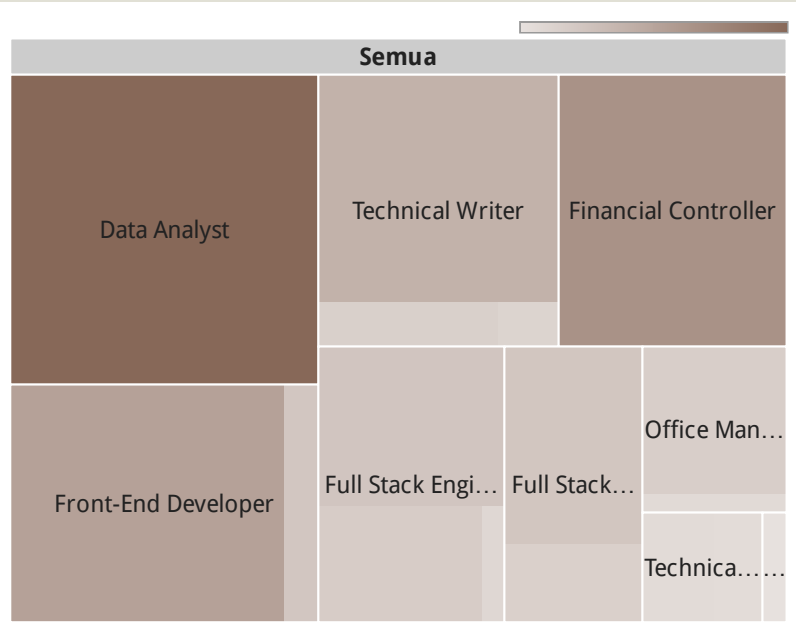 Semua
Data Analyst
Technical Writer
Financial Controller
Front-End Developer
Full Stack Engi...
Full Stack...
Office Man...
Technica...
...